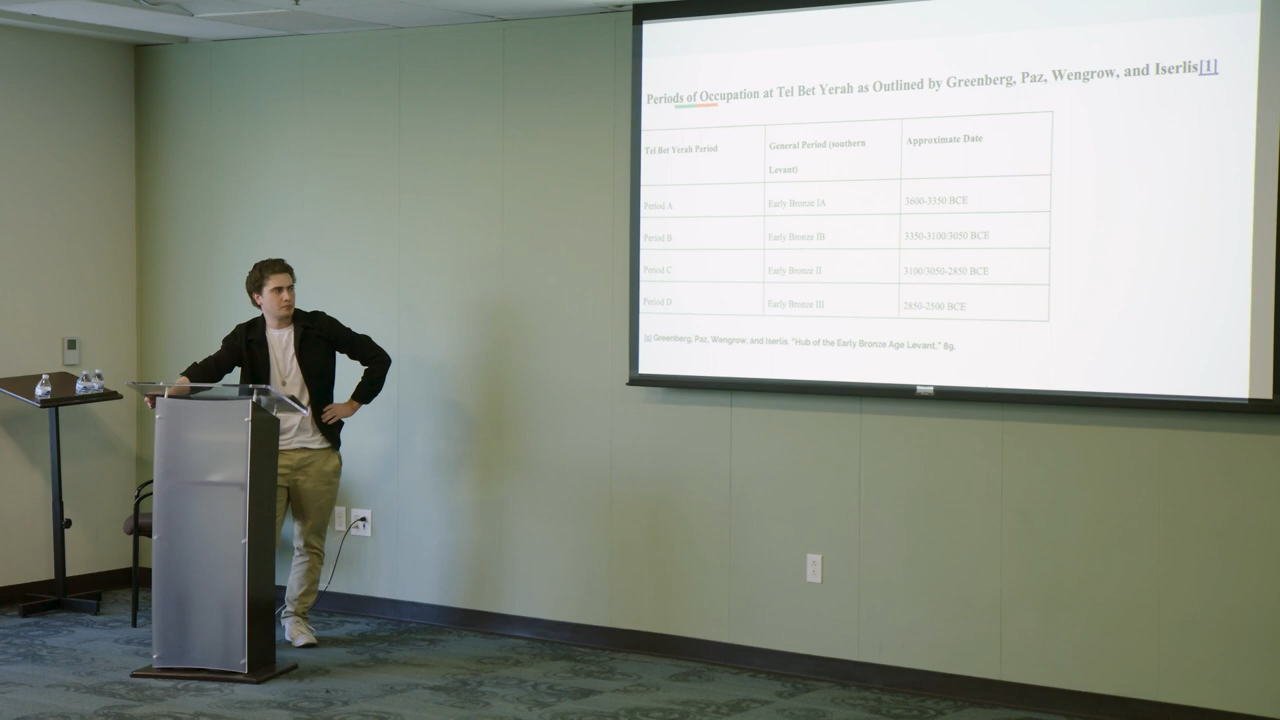 Periods of Occupation at Tel Bet Yerah as Outlined by Greenberg, Paz, Wengrow, and Iserlis[1]
Tel Bet Yerah Period
General Period (southern
Levant)
Approximate Date
Period A
Early Bronze IA
3600-3350 BCE
Period B
Early Bronze IB
3350-3100/3050 BCE
Period C
Early Bronze II
3100/3050-2850 BCE
Period D
Early Bronze III
2850-2500 BCE
[1] Greenberg, Paz, Wengrow, and Iserlis. "Hub of the Early Bronze Age Levant." 89.